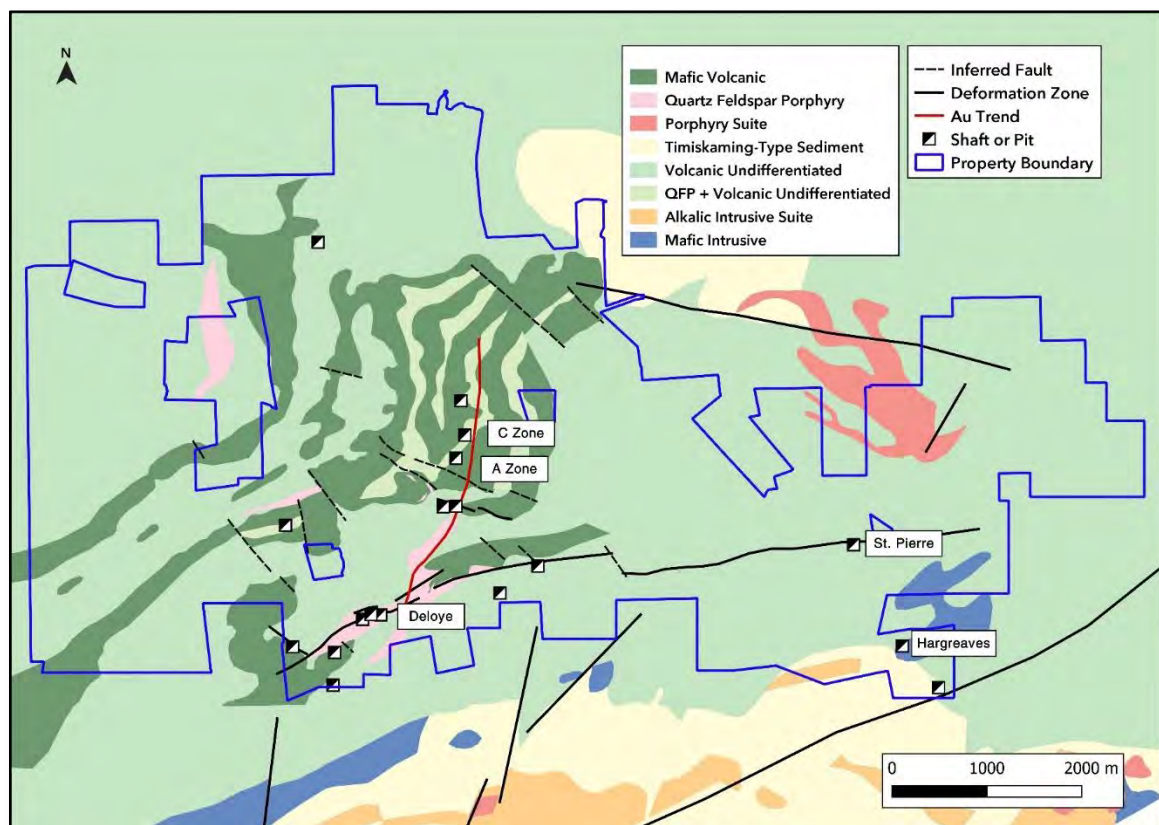 N
Mafic Volcanic
Quartz Feldspar Porphyry
Porphyry Suite
Timiskaming-Type Sediment
Volcanic Undifferentiated
QFP + Volcanic Undifferentiated
Alkalic Intrusive Suite
Mafic Intrusive
Inferred Fault
Deformation Zone
Au Trend
Shaft or Pit
Property Boundary
C Zone
A Zone
St. Pierre
Deloye
Hargreaves
0 1000 2000 m